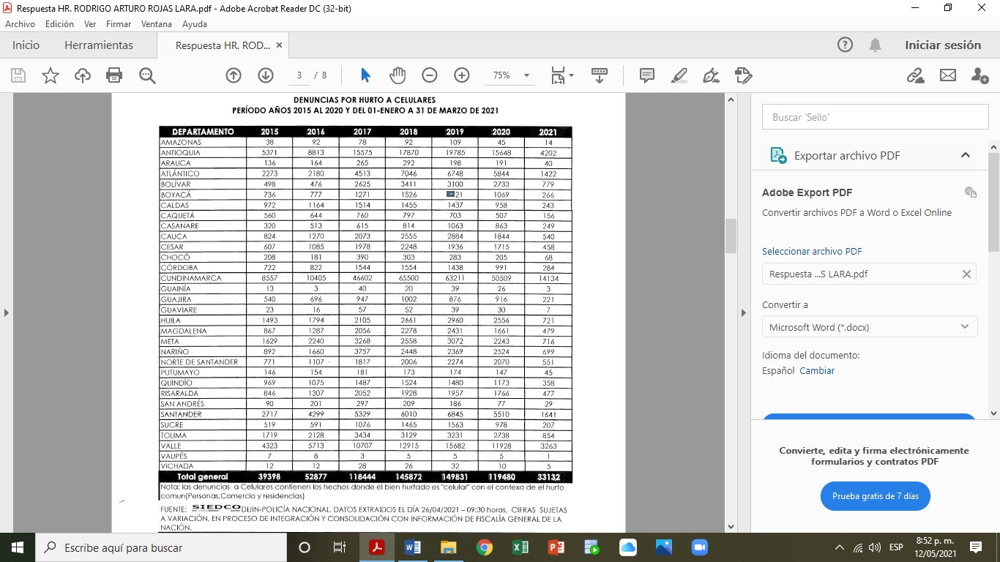 Respuesta HR. RODRIGO ARTURO ROJAS LARA.pdf - Adobe Acrobat Reader DC (32-bit)
Archivo Edición Ver Firmar Ventana Ayuda
Inicio Herramientas Respuesta HR. ROD... ×
3 / 8 75%
Iniciar sesión
DENUNCIAS POR HURTO A CELULARES
PERÍODO AÑOS 2015 AL 2020 Y DEL 01-ENERO A 31 DE MARZO DE 2021
DEPARTAMENTO 2015 2016 2017 2018 2019 2020 2021
AMAZONAS 38 92 78 92 109 45 14
ANTIOQUIA 5371 8813 15575 17870 19785 15648 4202
ARAUCA 136 164 265 292 198 191 40
ATLÁNTICO 2273 2180 4513 7046 6748 5844 1422
BOLÍVAR 498 476 2625 3411 3100 2733 779
BOYACÁ 736 777 1271 1526 21 1069 266
CALDAS 972 1164 1514 1455 1437 958 243
CAQUETÁ 560 644 760 797 703 507 156
CASANARE 320 513 615 814 1063 863 249
CAUCA 824 1270 2073 2555 2884 1844 540
CESAR 607 1085 1978 2248 1936 1715 458
CHOCÓ 208 181 390 303 283 205 68
CÓRDOBA 722 822 1544 1554 1438 991 284
CUNDINAMARCA 8557 10405 46602 65500 63211 50509 14134
GUAINÍA 13 3 40 20 39 26 3
GUAJIRA 540 696 947 1002 876 916 221
GUAVIARE 23 16 57 52 39 30 7
HUILA 1493 1794 2105 2661 2960 2556 721
MAGDALENA 867 1287 2056 2278 2431 1661 479
META 1629 2240 3268 2558 3072 2243 716
NARIÑO 892 1660 3757 2448 2369 2524 699
NORTE DE SANTANDER 771 1107 1817 2006 2274 2070 551
PUTUMAYO 146 154 181 173 174 147 45
QUINDÍO 969 1075 1487 1524 1480 1173 358
RISARALDA 846 1307 2052 1928 1957 1766 477
SAN ANDRÉS 90 201 297 209 186 77 29
SANTANDER 2717 4299 5329 6010 6845 5510 1641
SUCRE 519 591 1076 1465 1563 978 207
TOLIMA 1719 2128 3434 3129 3231 2738 854
VALLE 4323 5713 10707 12915 15682 11928 3263
VAUPÉS 7 8 3 5 5 5 1
VICHADA 12 12 28 26 32 10 5
Total general 39398 52877 118444 145872 149831 119480 33132
Nota: las denuncias a Celulares contienen los hechos donde el bien hurtado es "celular" con el contexo de el hurto
comun(Personas,Comercio y residencias)
FUENTE: SIEDCO DIJIN-POLICÍA NACIONAL. DATOS EXTRAIDOS EL DÍA 26/04/2021 – 09:30 horas, CIFRAS SUJETAS
A VARIACIÓN, EN PROCESO DE INTEGRACIÓN Y CONSOLIDACIÓN CON INFORMACIÓN DE FISCALÍA GENERAL DE LA
NACIÓN.
Buscar 'Sello'
Exportar archivo PDF
Adobe Export PDF
Convertir archivos PDF a Word o Excel Online
Seleccionar archivo PDF
Respuesta ...S LARA.pdf
Convertir a
Microsoft Word (*.docx)
Idioma del documento:
Español Cambiar
Convierte, edita y firma electrónicamente
formularios y contratos PDF
Prueba gratis de 7 días
Escribe aquí para buscar
ESP
8:52 p. m.
12/05/2021